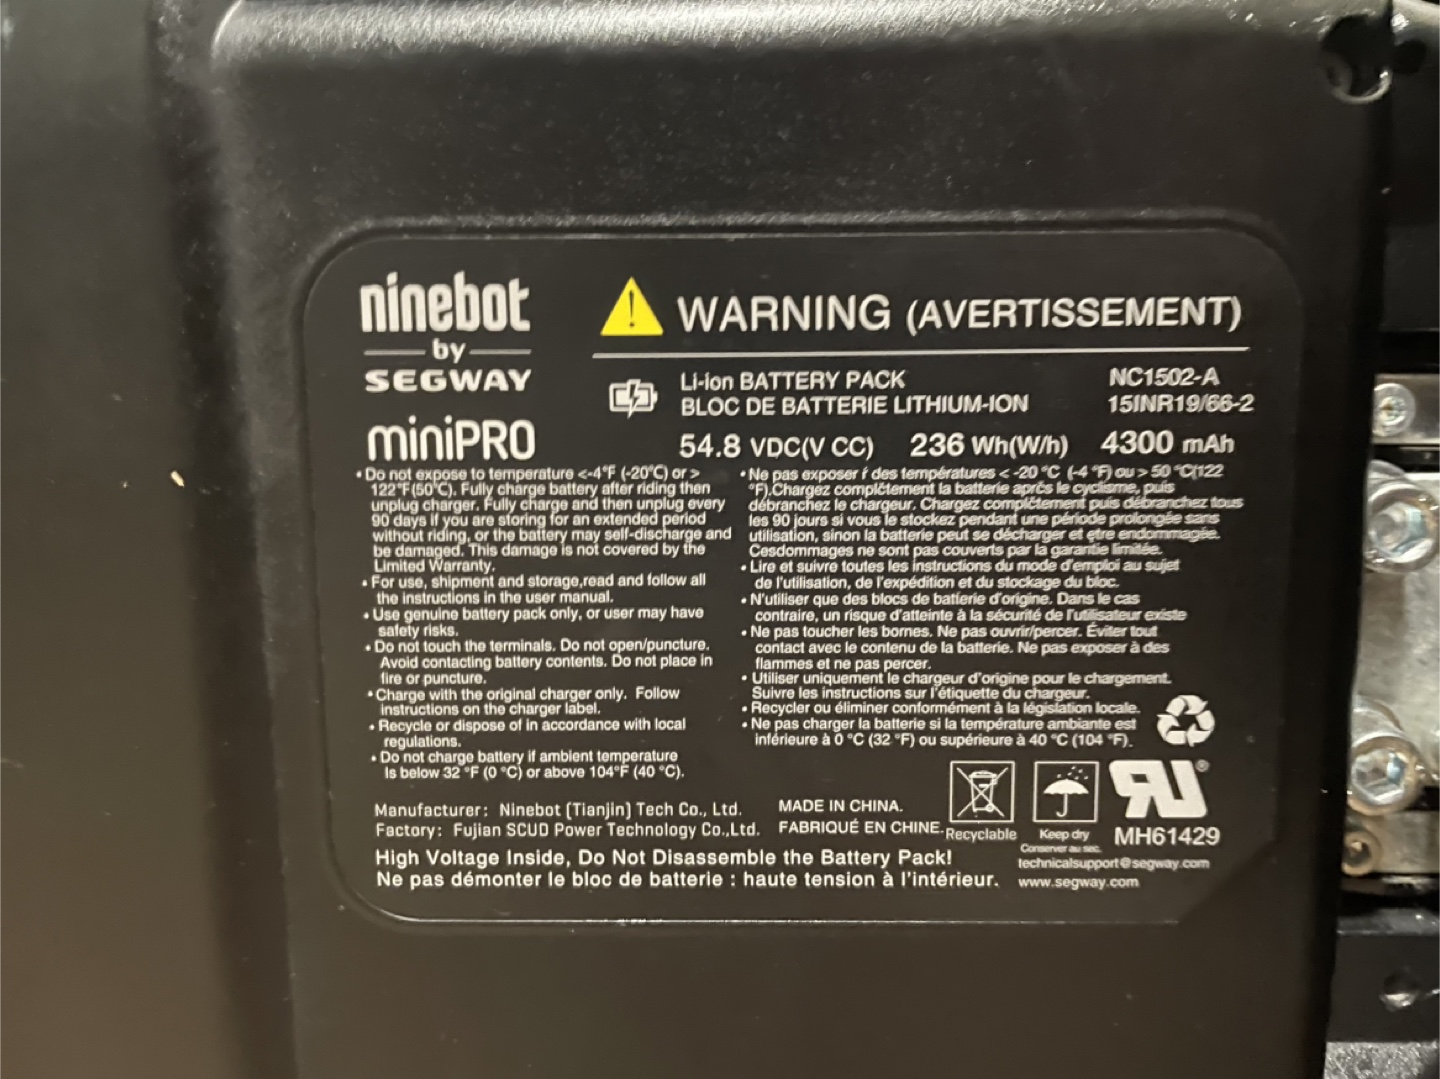 ninebot
by
SEGWAY
miniPRO
WARNING (AVERTISSEMENT)
Li-ion BATTERY PACK NC1502-A
BLOC DE BATTERIE LITHIUM-ION 15INR19/66-2
54.8 VDC(V CC) 236 Wh(W/h) 4300 mAh
• Do not expose to temperature <-4°F (-20°C) or >
122°F(50°C). Fully charge battery after riding then
unplug charger. Fully charge and then unplug every
90 days if you are storing for an extended period
without riding, or the battery may self-discharge and
be damaged. This damage is not covered by the
Limited Warranty.
• For use, shipment and storage,read and follow all
the instructions in the user manual.
• Use genuine battery pack only, or user may have
safety risks.
• Do not touch the terminals. Do not open/puncture.
Avoid contacting battery contents. Do not place in
fire or puncture.
• Charge with the original charger only. Follow
instructions on the charger label.
• Recycle or dispose of in accordance with local
regulations.
• Do not charge battery if ambient temperature
Is below 32 °F (0 °C) or above 104°F (40 °C).
• Ne pas exposer ŕ des températures < -20 °C (-4 °F) ou > 50 °C(122
°F).Chargez complčtement la batterie aprčs le cyclisme, puis
débranchez le chargeur. Chargez complčtement puis débranchez tous
les 90 jours si vous le stockez pendant une période prolongée sans
utilisation, sinon la batterie peut se décharger et ętre endommagée.
Cesdommages ne sont pas couverts par la garantie limitée.
• Lire et suivre toutes les instructions du mode d'emploi au sujet
de l'utilisation, de l'expédition et du stockage du bloc.
• N'utiliser que des blocs de batterie d'origine. Dans le cas
contraire, un risque d'atteinte à la sécurité de l'utilisateur existe
• Ne pas toucher les bornes. Ne pas ouvrir/percer. Éviter tout
contact avec le contenu de la batterie. Ne pas exposer à des
flammes et ne pas percer.
• Utiliser uniquement le chargeur d'origine pour le chargement.
Suivre les instructions sur l'étiquette du chargeur.
• Recycler ou éliminer conformément à la législation locale.
• Ne pas charger la batterie si la température ambiante est
inférieure à 0 °C (32 °F) ou supérieure à 40 °C (104 °F).
Manufacturer: Ninebot (Tianjin) Tech Co., Ltd. MADE IN CHINA.
Factory: Fujian SCUD Power Technology Co.,Ltd. FABRIQUÉ EN CHINE.
Recyclable
Keep dry
Conserver au sec.
RU®
MH61429
High Voltage Inside, Do Not Disassemble the Battery Pack!
Ne pas démonter le bloc de batterie : haute tension à l'intérieur.
technicalsupport@segway.com
www.segway.com